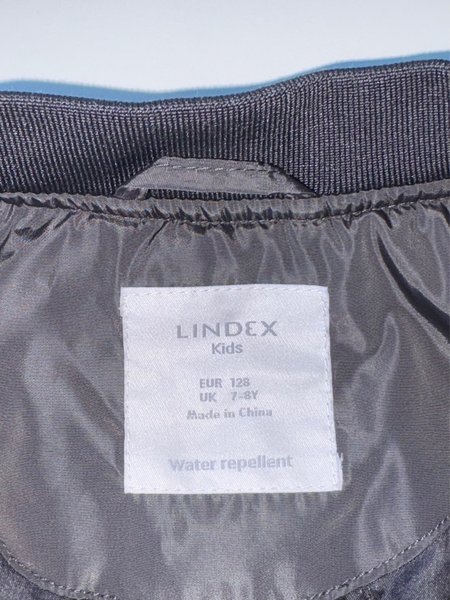 LINDEX
Kids
EUR 128
UK 7-8Y
Made in China
Water repellent